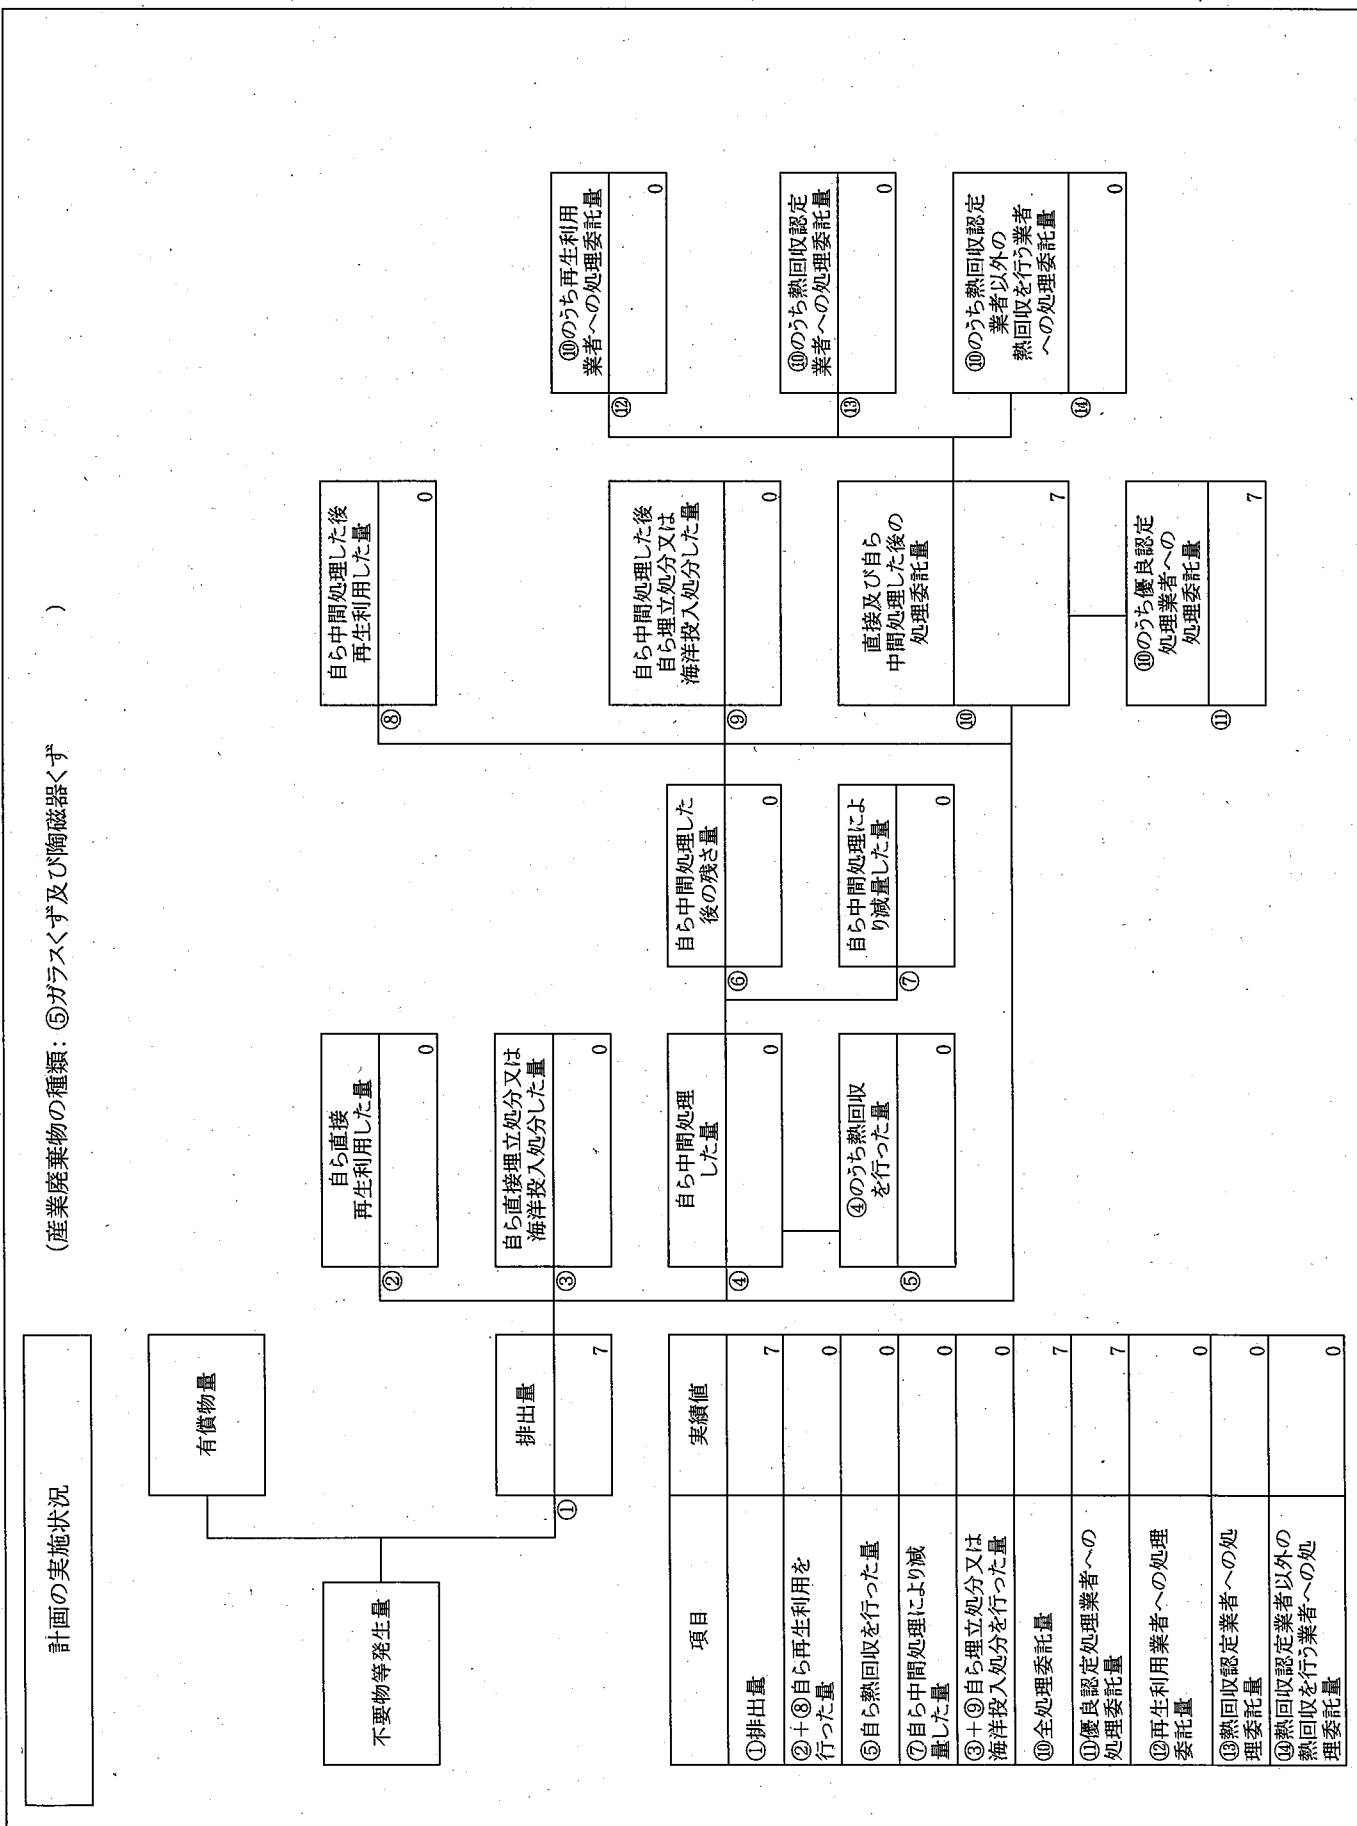 計画の実施状況
(産業廃棄物の種類:⑤ガラスくず及び陶磁器くず
)
不要物等発生量
有償物量
①
排出量
7
②
自ら直接
再生利用した量
0
③
自ら直接埋立処分又は
海洋投入処分した量
0
④
自ら中間処理
した量
0
⑤
④のうち熱回収
を行った量
0
⑥
自ら中間処理した
後の残さ量
0
⑦
自ら中間処理によ
り減量した量
0
⑧
自ら中間処理した後
再生利用した量
0
⑨
自ら中間処理した後
自ら埋立処分又は
海洋投入処分した量
0
⑩
直接及び自ら
中間処理した後の
処理委託量
7
⑪
⑩のうち優良認定
処理業者への
処理委託量
7
⑫
⑩のうち再生利用
業者への処理委託量
0
⑬
⑩のうち熱回収認定
業者への処理委託量
0
⑭
⑩のうち熱回収認定
業者以外の
熱回収を行う業者
への処理委託量
0
項目
実績値
①排出量
7
②+⑧自ら再生利用を
行った量
0
⑤自ら熱回収を行った量
0
⑦自ら中間処理により減
量した量
0
③+⑨自ら埋立処分又は
海洋投入処分を行った量
0
⑩全処理委託量
7
⑪優良認定処理業者への
処理委託量
7
⑫再生利用業者への処理
委託量
0
⑬熱回収認定業者への処
理委託量
0
⑭熱回収認定業者以外の
熱回収を行う業者への処
理委託量
0